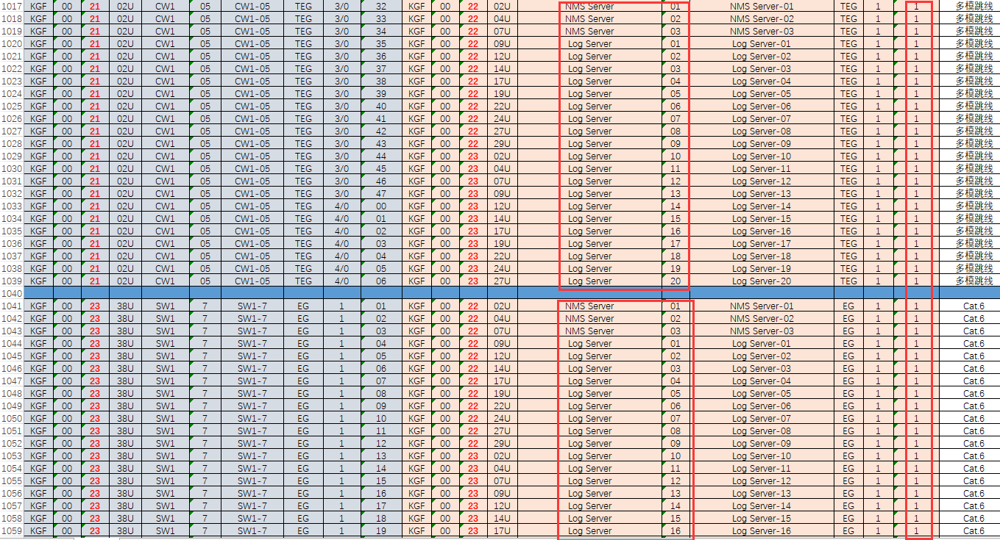 1017 KGF 00 21 02U CW1 05 CW1-05 TEG 3/0 32 KGF 00 22 02U NMS Server 01 NMS Server-01 TEG 1 1 多模跳线
1018 KGF 00 21 02U CW1 05 CW1-05 TEG 3/0 33 KGF 00 22 04U NMS Server 02 NMS Server-02 TEG 1 1 多模跳线
1019 KGF 00 21 02U CW1 05 CW1-05 TEG 3/0 34 KGF 00 22 07U NMS Server 03 NMS Server-03 TEG 1 1 多模跳线
1020 KGF 00 21 02U CW1 05 CW1-05 TEG 3/0 35 KGF 00 22 09U Log Server 01 Log Server-01 TEG 1 1 多模跳线
1021 KGF 00 21 02U CW1 05 CW1-05 TEG 3/0 36 KGF 00 22 12U Log Server 02 Log Server-02 TEG 1 1 多模跳线
1022 KGF 00 21 02U CW1 05 CW1-05 TEG 3/0 37 KGF 00 22 14U Log Server 03 Log Server-03 TEG 1 1 多模跳线
1023 KGF 00 21 02U CW1 05 CW1-05 TEG 3/0 38 KGF 00 22 17U Log Server 04 Log Server-04 TEG 1 1 多模跳线
1024 KGF 00 21 02U CW1 05 CW1-05 TEG 3/0 39 KGF 00 22 19U Log Server 05 Log Server-05 TEG 1 1 多模跳线
1025 KGF 00 21 02U CW1 05 CW1-05 TEG 3/0 40 KGF 00 22 22U Log Server 06 Log Server-06 TEG 1 1 多模跳线
1026 KGF 00 21 02U CW1 05 CW1-05 TEG 3/0 41 KGF 00 22 24U Log Server 07 Log Server-07 TEG 1 1 多模跳线
1027 KGF 00 21 02U CW1 05 CW1-05 TEG 3/0 42 KGF 00 22 27U Log Server 08 Log Server-08 TEG 1 1 多模跳线
1028 KGF 00 21 02U CW1 05 CW1-05 TEG 3/0 43 KGF 00 22 29U Log Server 09 Log Server-09 TEG 1 1 多模跳线
1029 KGF 00 21 02U CW1 05 CW1-05 TEG 3/0 44 KGF 00 23 02U Log Server 10 Log Server-10 TEG 1 1 多模跳线
1030 KGF 00 21 02U CW1 05 CW1-05 TEG 3/0 45 KGF 00 23 04U Log Server 11 Log Server-11 TEG 1 1 多模跳线
1031 KGF 00 21 02U CW1 05 CW1-05 TEG 3/0 46 KGF 00 23 07U Log Server 12 Log Server-12 TEG 1 1 多模跳线
1032 KGF 00 21 02U CW1 05 CW1-05 TEG 3/0 47 KGF 00 23 09U Log Server 13 Log Server-13 TEG 1 1 多模跳线
1033 KGF 00 21 02U CW1 05 CW1-05 TEG 4/0 00 KGF 00 23 12U Log Server 14 Log Server-14 TEG 1 1 多模跳线
1034 KGF 00 21 02U CW1 05 CW1-05 TEG 4/0 01 KGF 00 23 14U Log Server 15 Log Server-15 TEG 1 1 多模跳线
1035 KGF 00 21 02U CW1 05 CW1-05 TEG 4/0 02 KGF 00 23 17U Log Server 16 Log Server-16 TEG 1 1 多模跳线
1036 KGF 00 21 02U CW1 05 CW1-05 TEG 4/0 03 KGF 00 23 19U Log Server 17 Log Server-17 TEG 1 1 多模跳线
1037 KGF 00 21 02U CW1 05 CW1-05 TEG 4/0 04 KGF 00 23 22U Log Server 18 Log Server-18 TEG 1 1 多模跳线
1038 KGF 00 21 02U CW1 05 CW1-05 TEG 4/0 05 KGF 00 23 24U Log Server 19 Log Server-19 TEG 1 1 多模跳线
1039 KGF 00 21 02U CW1 05 CW1-05 TEG 4/0 06 KGF 00 23 27U Log Server 20 Log Server-20 TEG 1 1 多模跳线
1040
1041 KGF 00 23 38U SW1 7 SW1-7 EG 1 01 KGF 00 22 02U NMS Server 01 NMS Server-01 EG 1 1 Cat.6
1042 KGF 00 23 38U SW1 7 SW1-7 EG 1 02 KGF 00 22 04U NMS Server 02 NMS Server-02 EG 1 1 Cat.6
1043 KGF 00 23 38U SW1 7 SW1-7 EG 1 03 KGF 00 22 07U NMS Server 03 NMS Server-03 EG 1 1 Cat.6
1044 KGF 00 23 38U SW1 7 SW1-7 EG 1 04 KGF 00 22 09U Log Server 01 Log Server-01 EG 1 1 Cat.6
1045 KGF 00 23 38U SW1 7 SW1-7 EG 1 05 KGF 00 22 12U Log Server 02 Log Server-02 EG 1 1 Cat.6
1046 KGF 00 23 38U SW1 7 SW1-7 EG 1 06 KGF 00 22 14U Log Server 03 Log Server-03 EG 1 1 Cat.6
1047 KGF 00 23 38U SW1 7 SW1-7 EG 1 07 KGF 00 22 17U Log Server 04 Log Server-04 EG 1 1 Cat.6
1048 KGF 00 23 38U SW1 7 SW1-7 EG 1 08 KGF 00 22 19U Log Server 05 Log Server-05 EG 1 1 Cat.6
1049 KGF 00 23 38U SW1 7 SW1-7 EG 1 09 KGF 00 22 22U Log Server 06 Log Server-06 EG 1 1 Cat.6
1050 KGF 00 23 38U SW1 7 SW1-7 EG 1 10 KGF 00 22 24U Log Server 07 Log Server-07 EG 1 1 Cat.6
1051 KGF 00 23 38U SW1 7 SW1-7 EG 1 11 KGF 00 22 27U Log Server 08 Log Server-08 EG 1 1 Cat.6
1052 KGF 00 23 38U SW1 7 SW1-7 EG 1 12 KGF 00 22 29U Log Server 09 Log Server-09 EG 1 1 Cat.6
1053 KGF 00 23 38U SW1 7 SW1-7 EG 1 13 KGF 00 23 02U Log Server 10 Log Server-10 EG 1 1 Cat.6
1054 KGF 00 23 38U SW1 7 SW1-7 EG 1 14 KGF 00 23 04U Log Server 11 Log Server-11 EG 1 1 Cat.6
1055 KGF 00 23 38U SW1 7 SW1-7 EG 1 15 KGF 00 23 07U Log Server 12 Log Server-12 EG 1 1 Cat.6
1056 KGF 00 23 38U SW1 7 SW1-7 EG 1 16 KGF 00 23 09U Log Server 13 Log Server-13 EG 1 1 Cat.6
1057 KGF 00 23 38U SW1 7 SW1-7 EG 1 17 KGF 00 23 12U Log Server 14 Log Server-14 EG 1 1 Cat.6
1058 KGF 00 23 38U SW1 7 SW1-7 EG 1 18 KGF 00 23 14U Log Server 15 Log Server-15 EG 1 1 Cat.6
1059 KGF 00 23 38U SW1 7 SW1-7 EG 1 19 KGF 00 23 17U Log Server 16 Log Server-16 EG 1 1 Cat.6